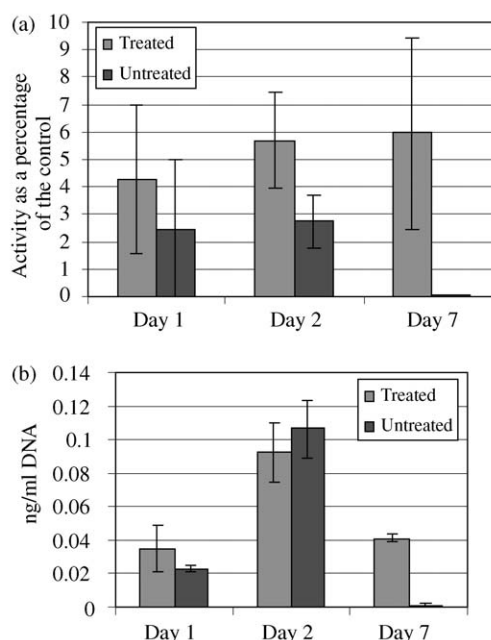 (a)
Activity as a percentage
of the control
10
9
8
7
6
5
4
3
2
1
0
Treated
Untreated
Day 1 Day 2 Day 7
(b)
ng/ml DNA
0.14
0.12
0.1
0.08
0.06
0.04
0.02
0
Treated
Untreated
Day 1 Day 2 Day 7